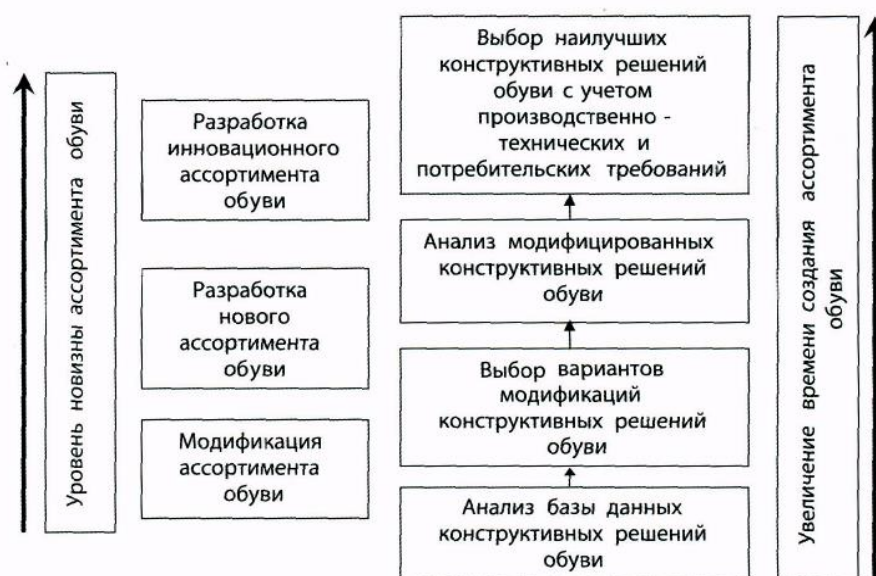 Уровень новизны ассортимента обуви
Разработка
инновационного
ассортимента
обуви
Разработка
нового
ассортимента
обуви
Модификация
ассортимента
обуви
Выбор наилучших
конструктивных решений
обуви с учетом
производственно -
технических и
потребительских требований
Анализ модифицированных
конструктивных решений
обуви
Выбор вариантов
модификаций
конструктивных решений
обуви
Анализ базы данных
конструктивных решений
обуви
Увеличение времени создания ассортимента
обуви